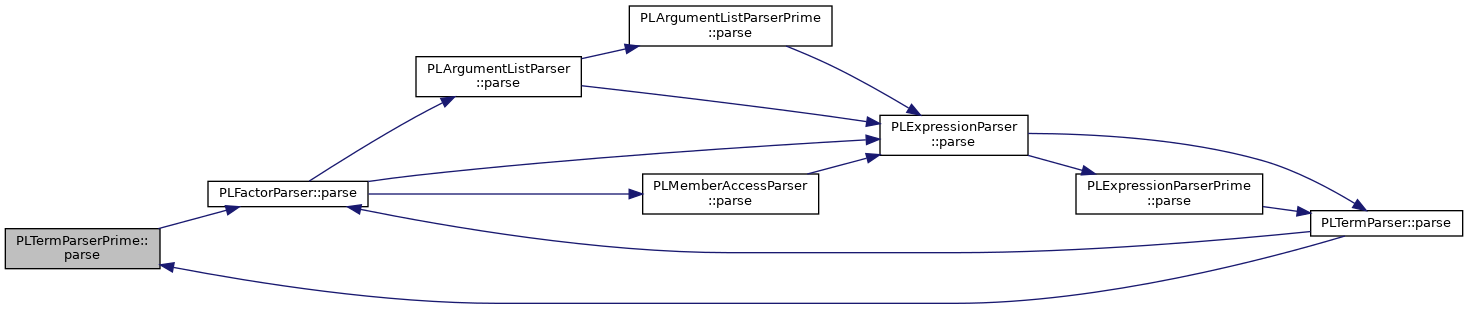 PLArgumentListParserPrime
::parse
PLArgumentListParser
::parse
PLExpressionParser
::parse
PLFactorParser::parse
PLMemberAccessParser
::parse
PLExpressionParserPrime
::parse
PLTermParser::parse
PLTermParserPrime::
parse